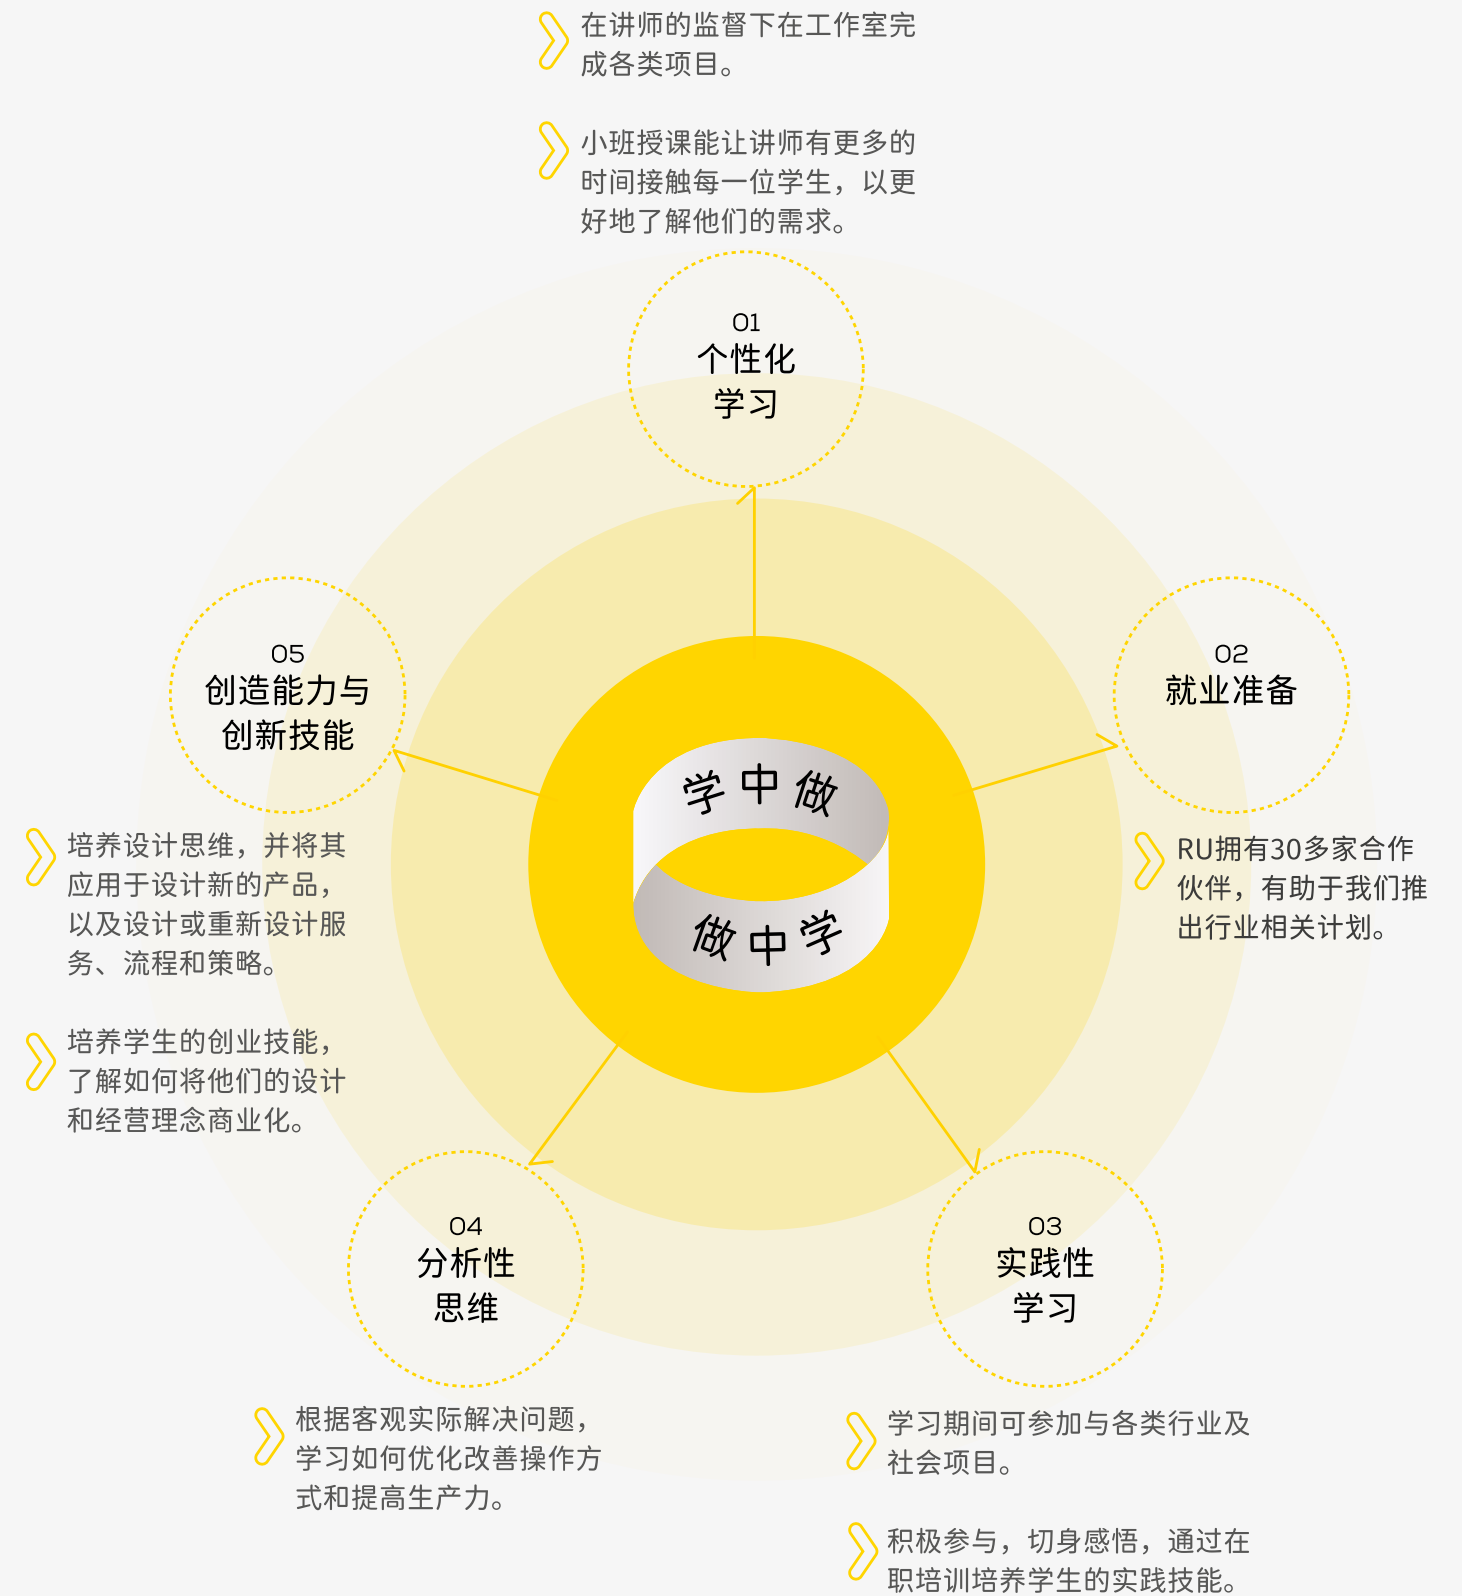 在讲师的监督下在工作室完
成各类项目。
小班授课能让讲师有更多的
时间接触每一位学生，以更
好地了解他们的需求。
01
个性化
学习
05
创造能力与
创新技能
02
就业准备
学中做
做中学
培养设计思维，并将其
应用于设计新的产品，
以及设计或重新设计服
务、流程和策略。
培养学生的创业技能，
了解如何将他们的设计
和经营理念商业化。
RU拥有30多家合作
伙伴，有助于我们推
出行业相关计划。
04
分析性
思维
03
实践性
学习
根据客观实际解决问题，
学习如何优化改善操作方
式和提高生产力。
学习期间可参加与各类行业及
社会项目。
积极参与，切身感悟，通过在
职培训培养学生的实践技能。